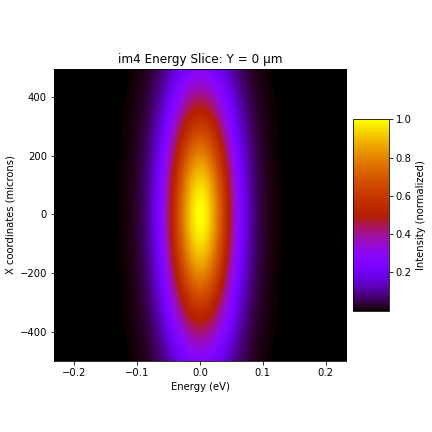 im4 Energy Slice: Y = 0 μm
X coordinates (microns)
400
200
0
−200
−400
−0.2 −0.1 0.0 0.1 0.2
Energy (eV)
1.0
0.8
0.6
0.4
0.2
Intensity (normalized)